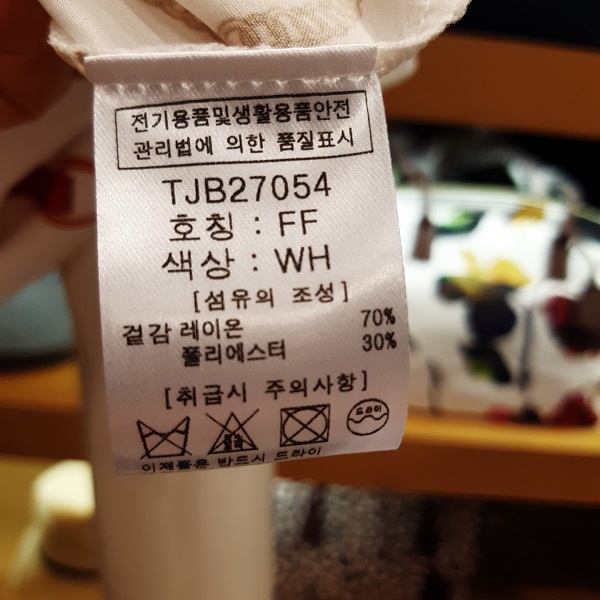 전기용품및생활용품안전
관리법에 의한 품질표시
TJB27054
호칭 : FF
색상 : WH
[섬유의 조성]
겉감 레이온 70%
폴리에스터 30%
[취급시 주의사항]
드라이
이제품은 반드시 드라이